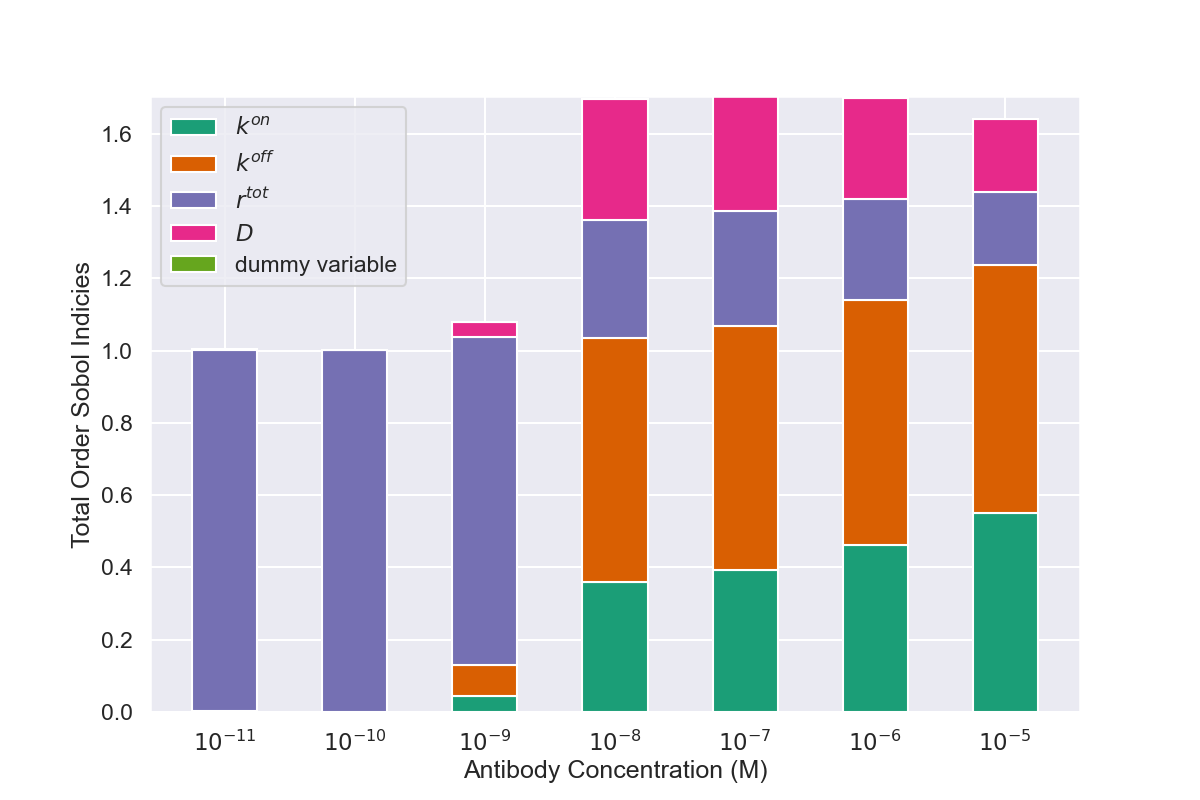 k^{on}
k^{off}
r^{tot}
D
dummy variable
Total Order Sobol Indicies
1.6
1.4
1.2
1.0
0.8
0.6
0.4
0.2
0.0
10^{-11} 10^{-10} 10^{-9} 10^{-8} 10^{-7} 10^{-6} 10^{-5}
Antibody Concentration (M)